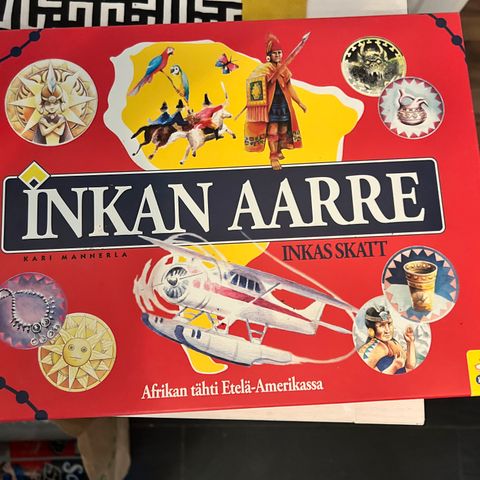 INKAN AARRE
KARI MANNERLA
INKAS SKATT
Afrikan tähti Etelä-Amerikassa